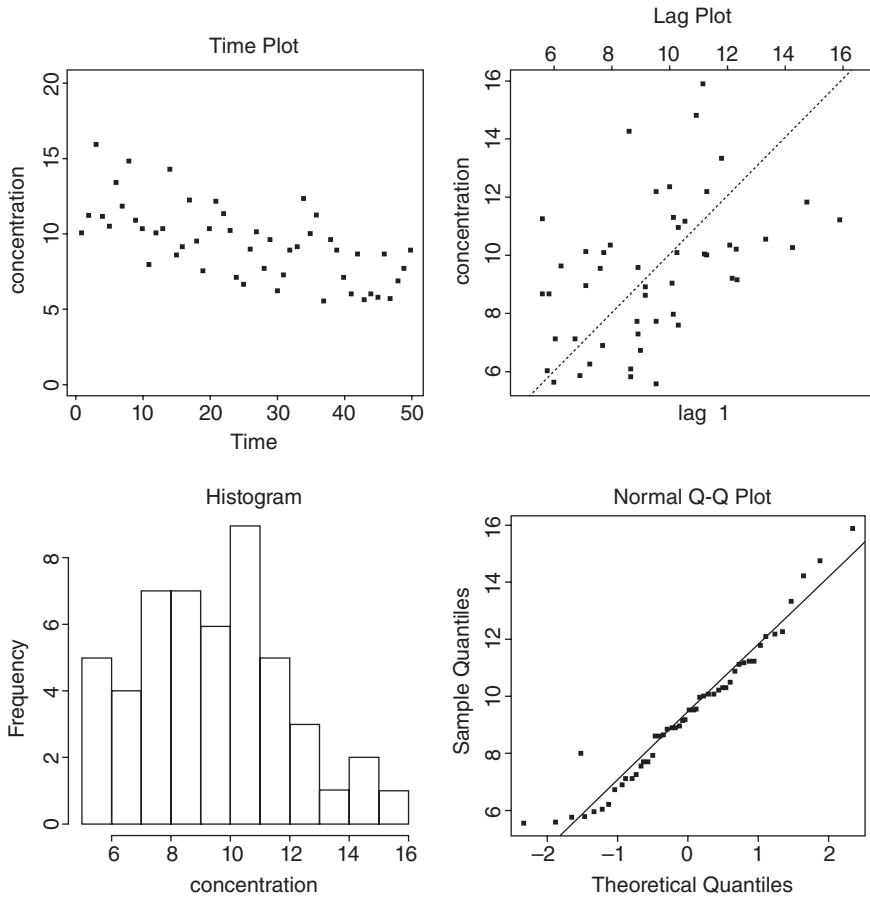 Time Plot
20
15
10
5
0
concentration
0 10 20 30 40 50
Time
Lag Plot
6 8 10 12 14 16
16
14
12
10
8
6
concentration
lag 1
Histogram
8
6
4
2
0
Frequency
6 8 10 12 14 16
concentration
Normal Q-Q Plot
16
14
12
10
8
6
Sample Quantiles
−2 −1 0 1 2
Theoretical Quantiles